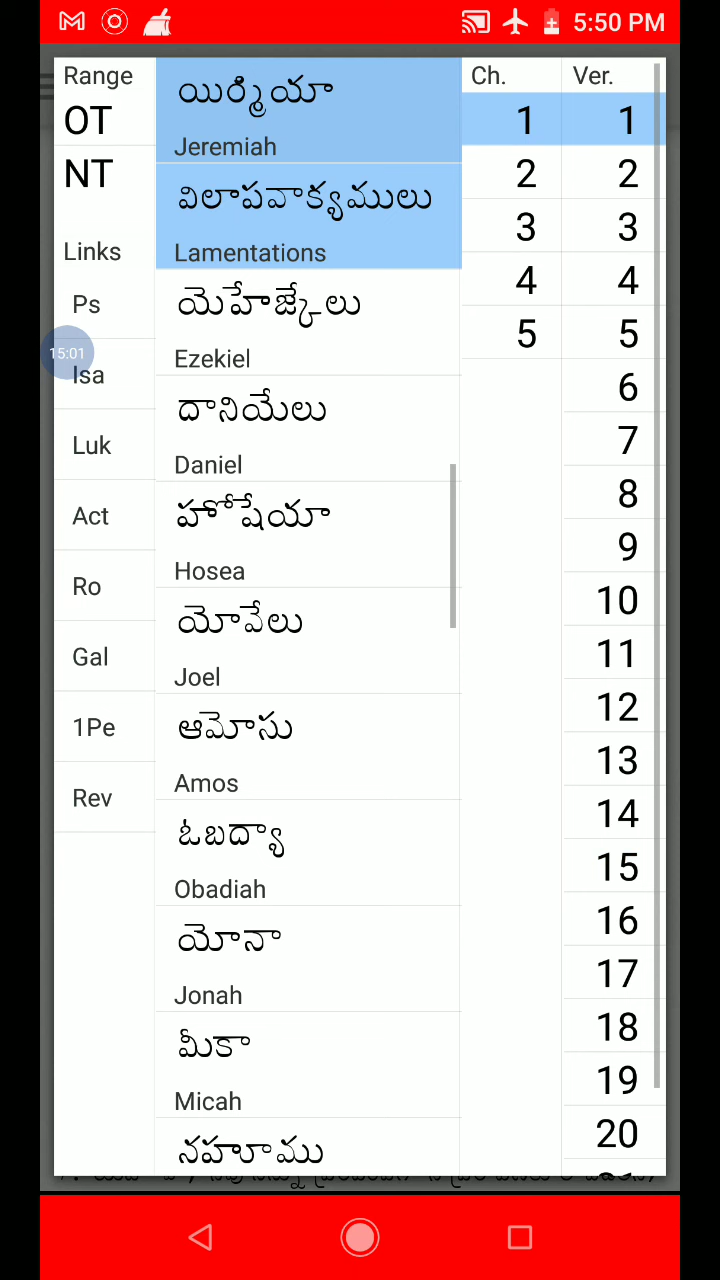 5:50 PM
Range
OT
NT
Links
Ps
15:01
Isa
Luk
Act
Ro
Gal
1Pe
Rev
యిర్మియా
Jeremiah
విలాపవాక్యములు
Lamentations
యెహేజ్కేలు
Ezekiel
దానియేలు
Daniel
హోషేయా
Hosea
యోవేలు
Joel
ఆమోసు
Amos
ఓబద్యా
Obadiah
యోనా
Jonah
మీకా
Micah
నహూము
Ch.
1
2
3
4
5
Ver.
1
2
3
4
5
6
7
8
9
10
11
12
13
14
15
16
17
18
19
20